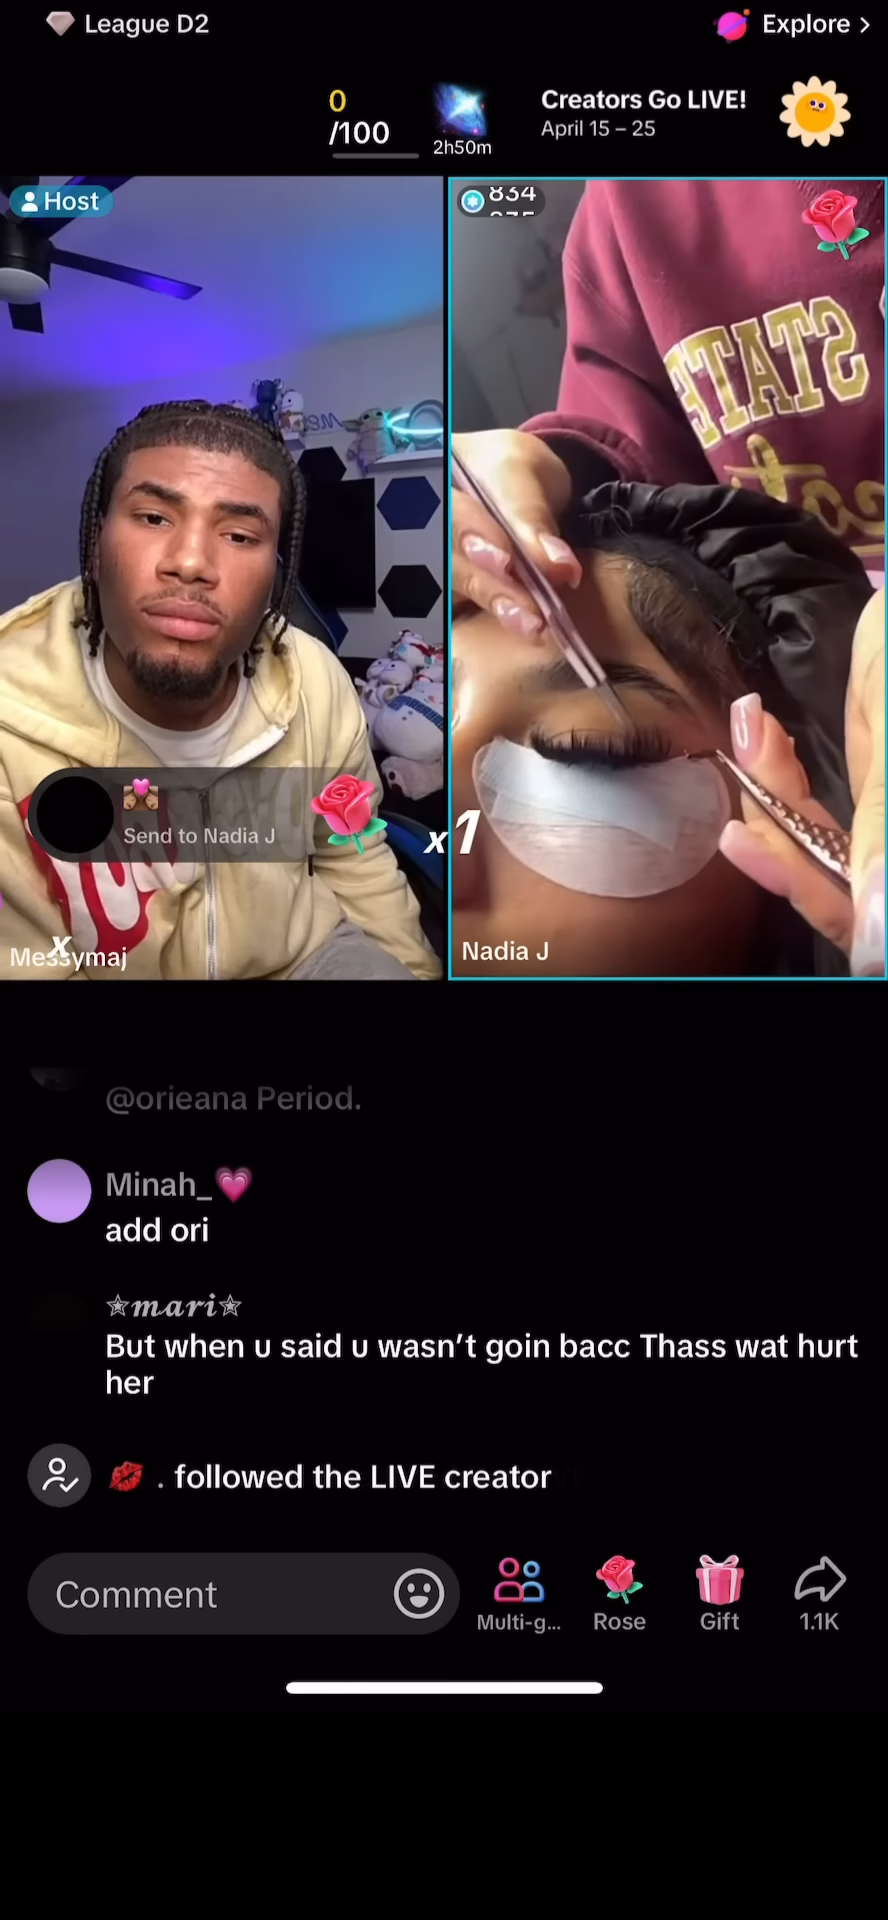 League D2
Explore >
0
/100
2h50m
Creators Go LIVE!
April 15 – 25
Host
834
STATE
Send to Nadia J
x1
x
Messymaj
Nadia J
@orieana Period.
Minah_💗
add ori
✮𝓶𝓪𝓻𝓲✮
But when u said u wasn’t goin bacc Thass wat hurt
her
💋 . followed the LIVE creator
Comment
Multi-g...
Rose
Gift
1.1K